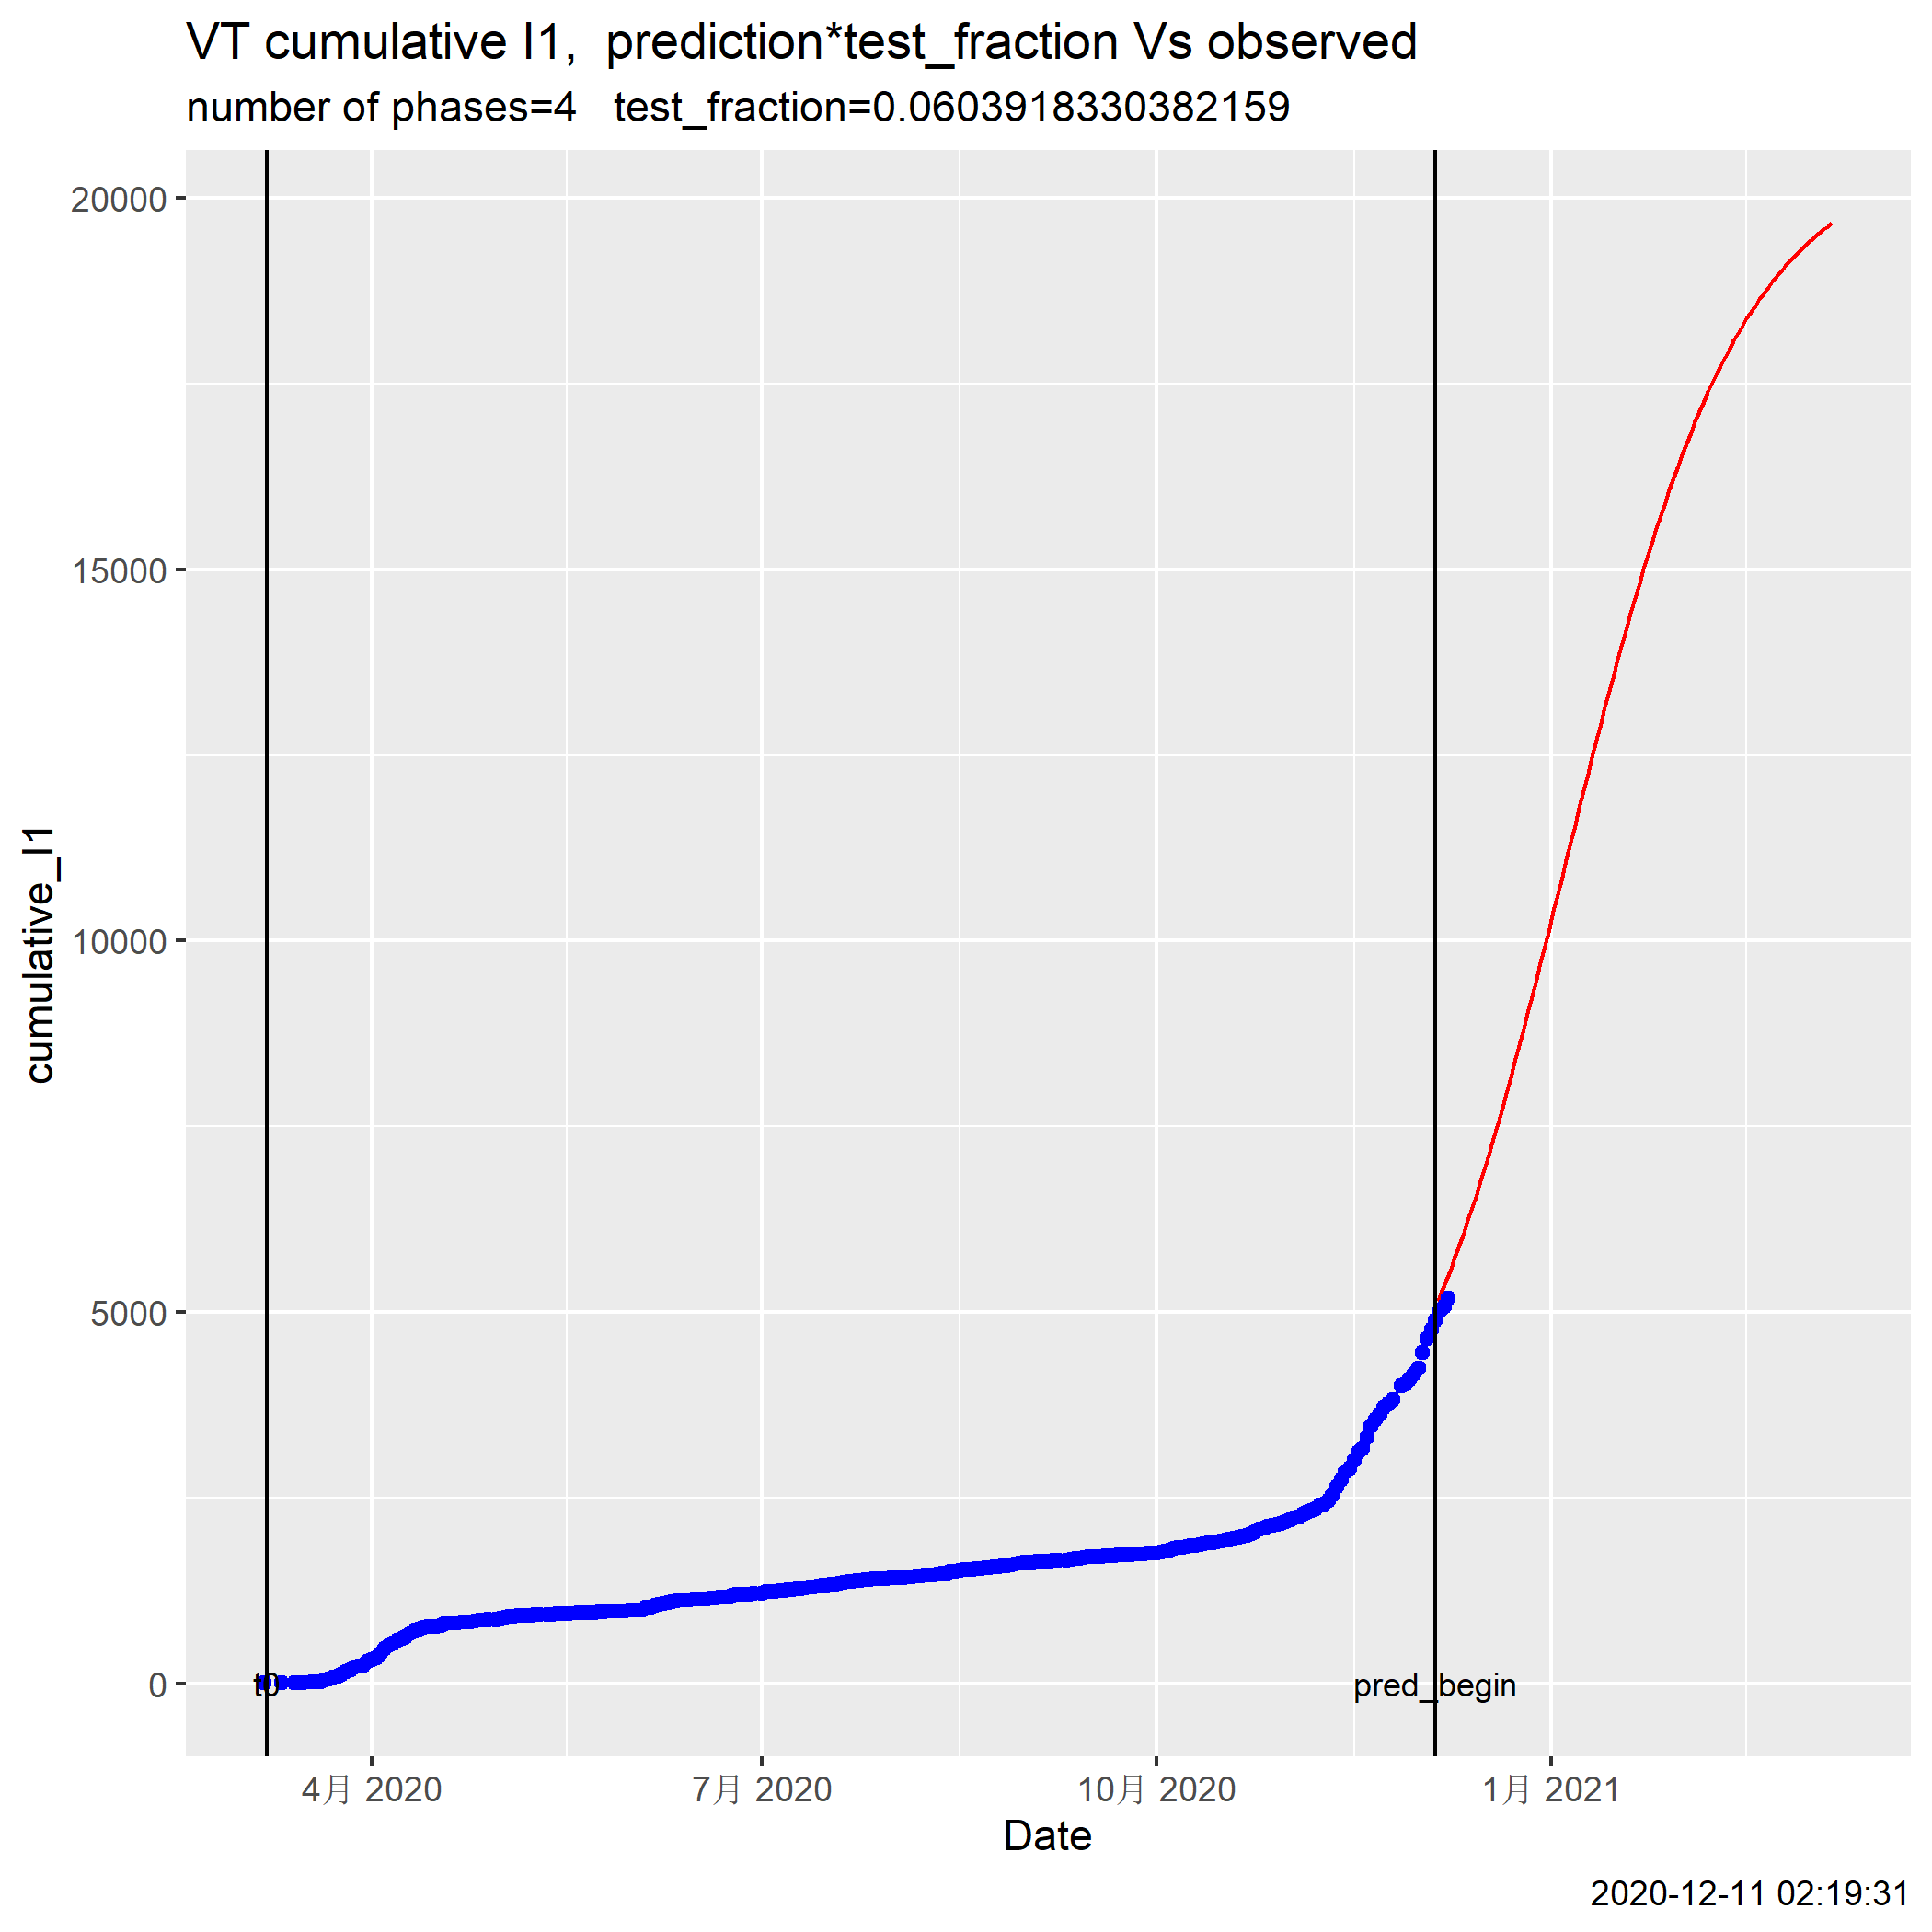 VT cumulative I1,  prediction*test_fraction Vs observed
number of phases=4   test_fraction=0.0603918330382159
20000
15000
10000
5000
0
cumulative_I1
t0
pred_begin
4月 2020
7月 2020
10月 2020
1月 2021
Date
2020-12-11 02:19:31